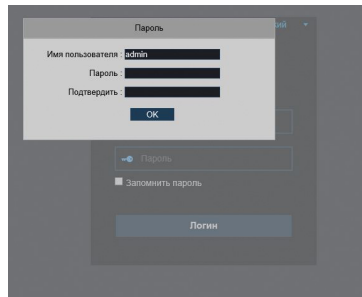 Пароль
Имя пользователя : admin
Пароль :
Подтвердить :
OK
Пароль
Запомнить пароль
Логин